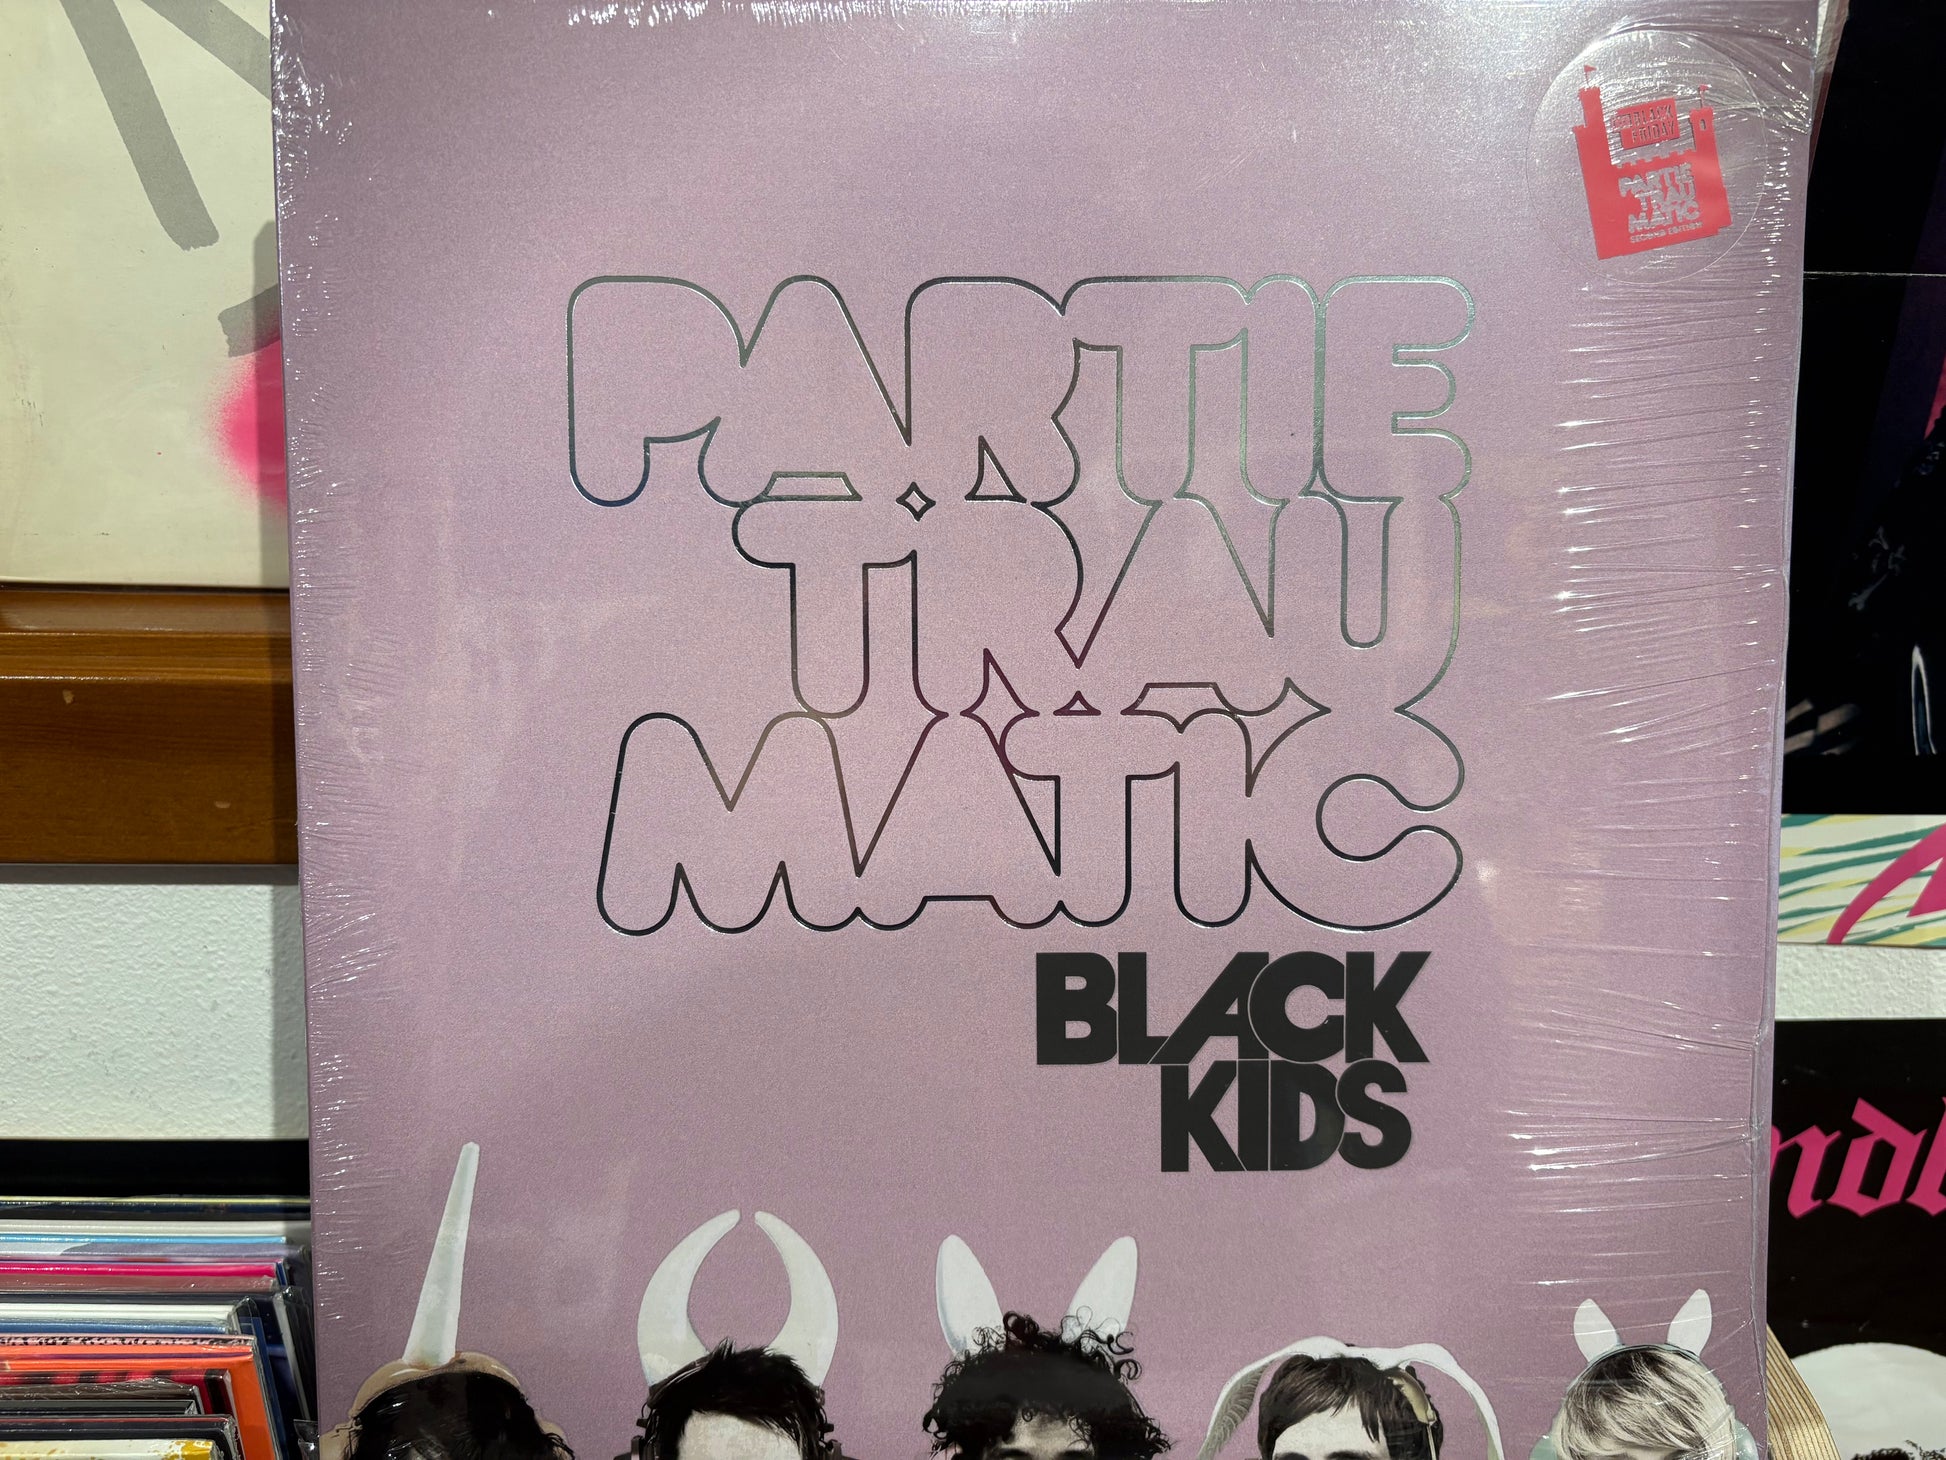 BLACK
FRIDAY
PARTIE
TRAU
MATIC
SECOND EDITION
PARTIE
TRAU
MATIC
BLACK
KIDS